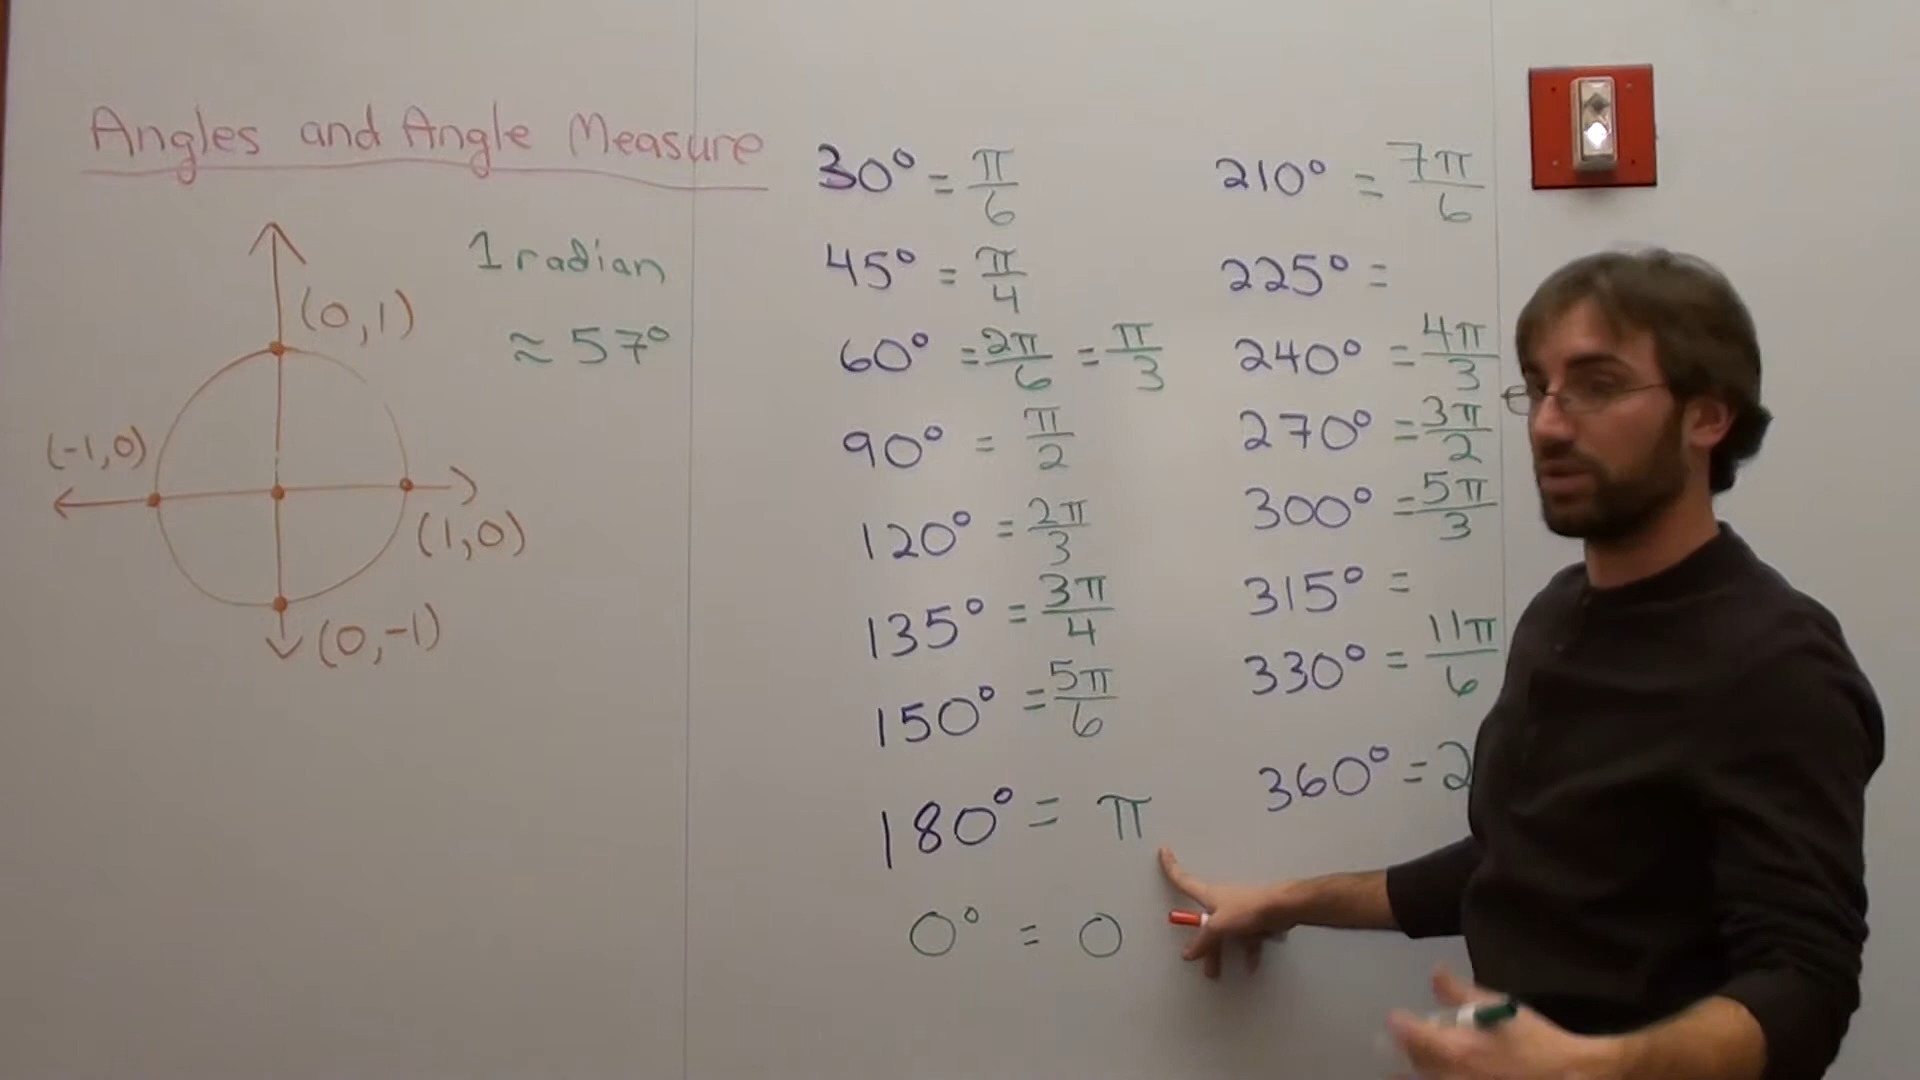 Angles and Angle Measure
1 radian
≈ 57°
(0,1)
(-1,0)
(1,0)
(0,-1)
30° = π/6
45° = π/4
60° = 2π/6 = π/3
90° = π/2
120° = 2π/3
135° = 3π/4
150° = 5π/6
180° = π
0° = 0
210° = 7π/6
225° =
240° = 4π/3
270° = 3π/2
300° = 5π/3
315° =
330° = 11π/6
360° = 2